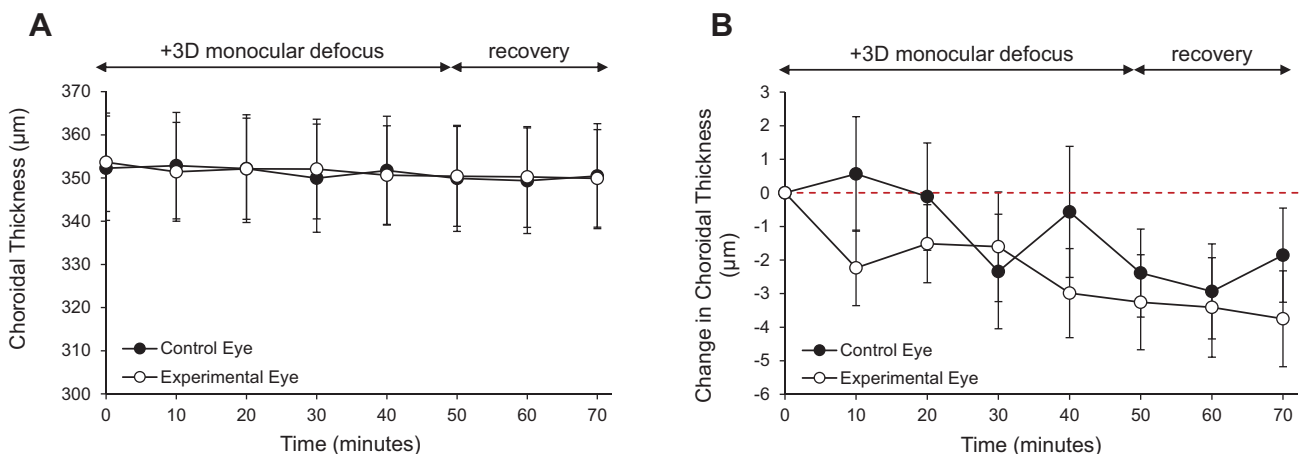 A
+3D monocular defocus
recovery
Choroidal Thickness (μm)
370
360
350
340
330
320
310
300
Control Eye
Experimental Eye
0 10 20 30 40 50 60 70
Time (minutes)
B
+3D monocular defocus
recovery
Change in Choroidal Thickness
(μm)
3
2
1
0
-1
-2
-3
-4
-5
-6
Control Eye
Experimental Eye
0 10 20 30 40 50 60 70
Time (minutes)